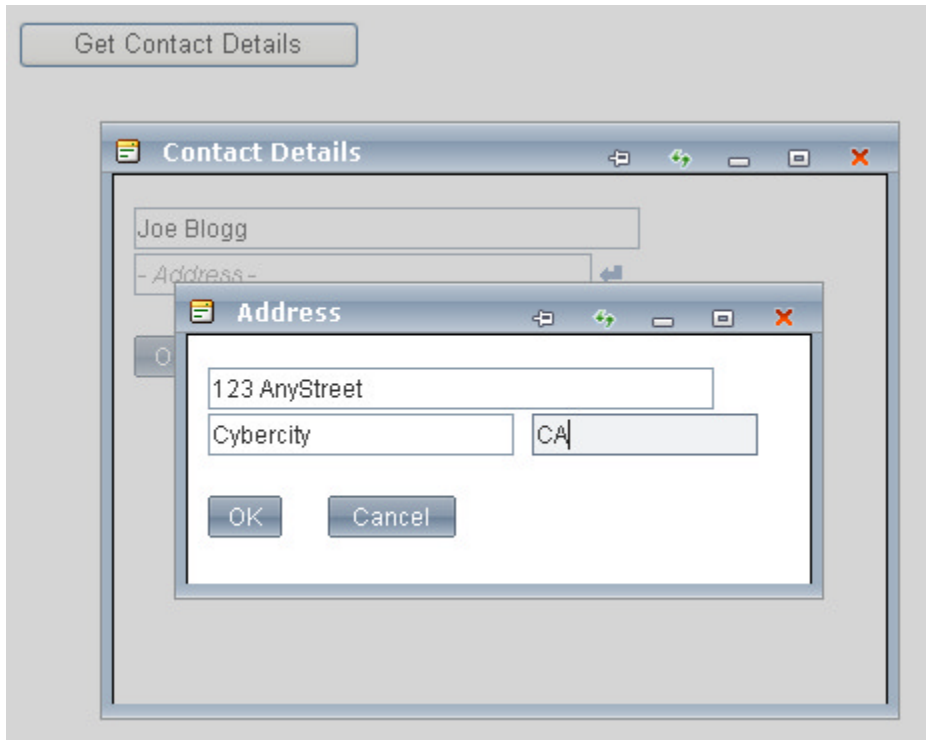 Get Contact Details
Contact Details
Joe Blogg
- Address -
Address
123 AnyStreet
Cybercity CA
OK Cancel